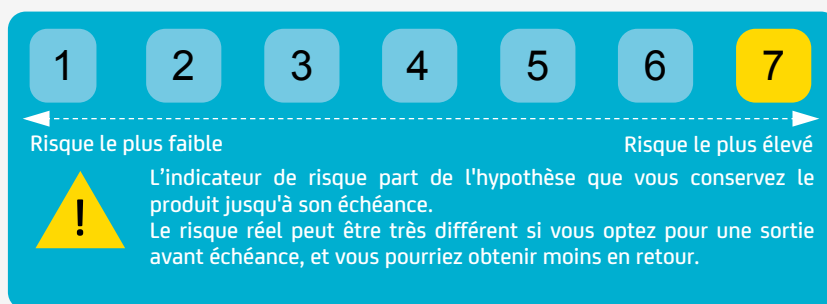 1 2 3 4 5 6 7
Risque le plus faible Risque le plus élevé
L’indicateur de risque part de l'hypothèse que vous conservez le
produit jusqu'à son échéance.
Le risque réel peut être très différent si vous optez pour une sortie
avant échéance, et vous pourriez obtenir moins en retour.
!